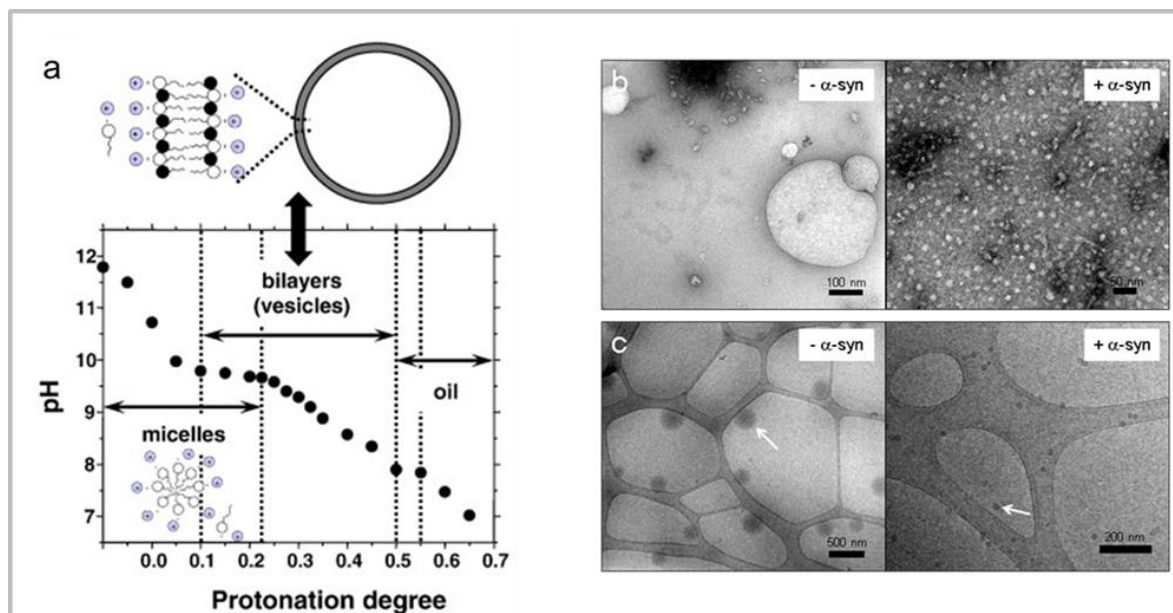 a
12
11
10
9
8
7
pH
bilayers
(vesicles)
oil
micelles
0.0 0.1 0.2 0.3 0.4 0.5 0.6 0.7
Protonation degree
b
- α-syn
100 nm
+ α-syn
50 nm
c
- α-syn
500 nm
+ α-syn
200 nm